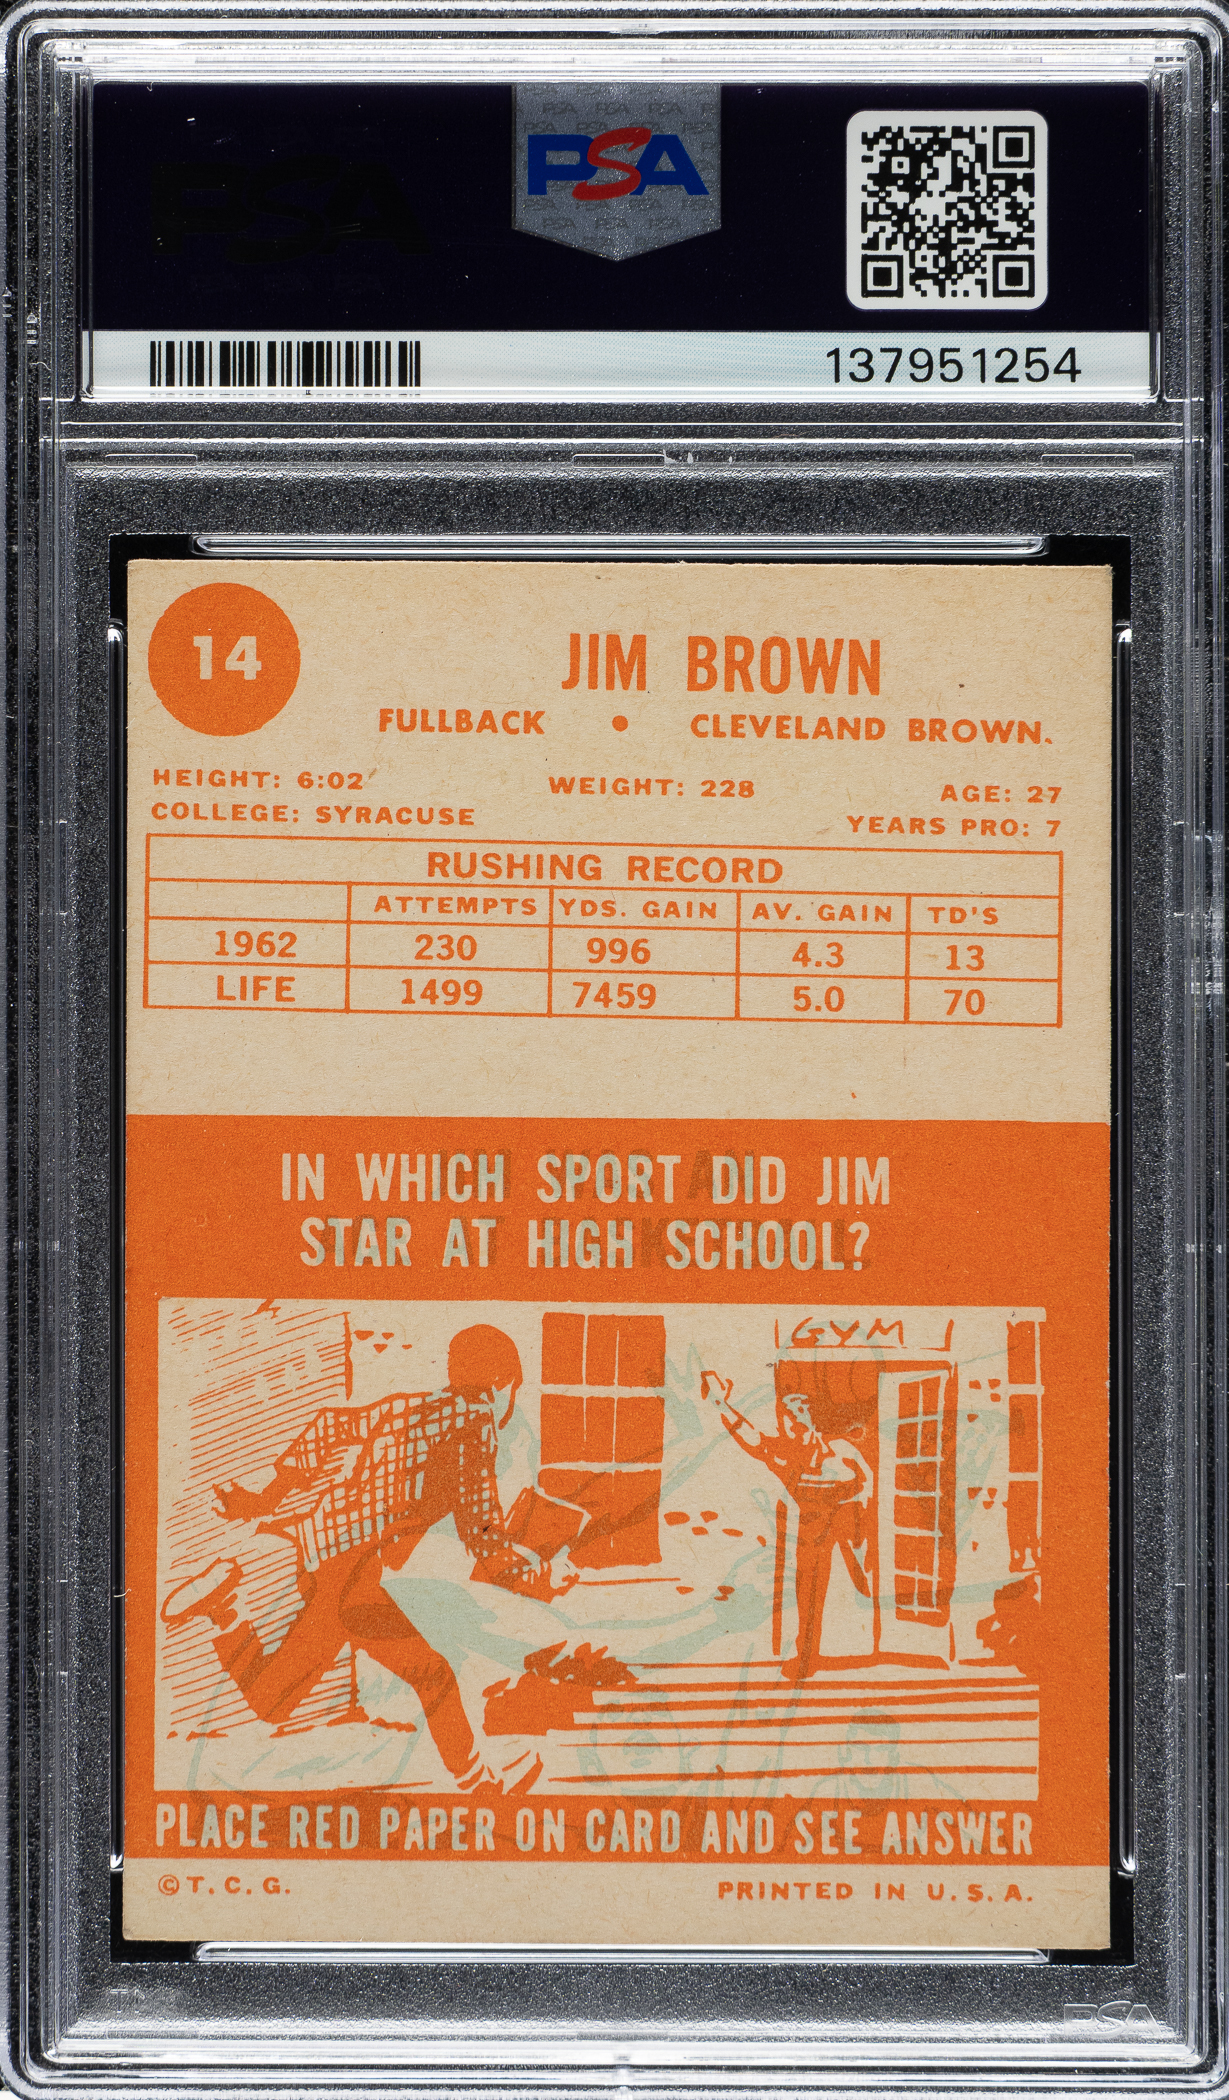 PSA
137951254
14
JIM BROWN
FULLBACK • CLEVELAND BROWN.
HEIGHT: 6:02 WEIGHT: 228 AGE: 27
COLLEGE: SYRACUSE YEARS PRO: 7
RUSHING RECORD
ATTEMPTS YDS. GAIN AV. GAIN TD'S
1962 230 996 4.3 13
LIFE 1499 7459 5.0 70
IN WHICH SPORT DID JIM
STAR AT HIGH SCHOOL?
GYM
PLACE RED PAPER ON CARD AND SEE ANSWER
©T.C.G. PRINTED IN U.S.A.
PSA